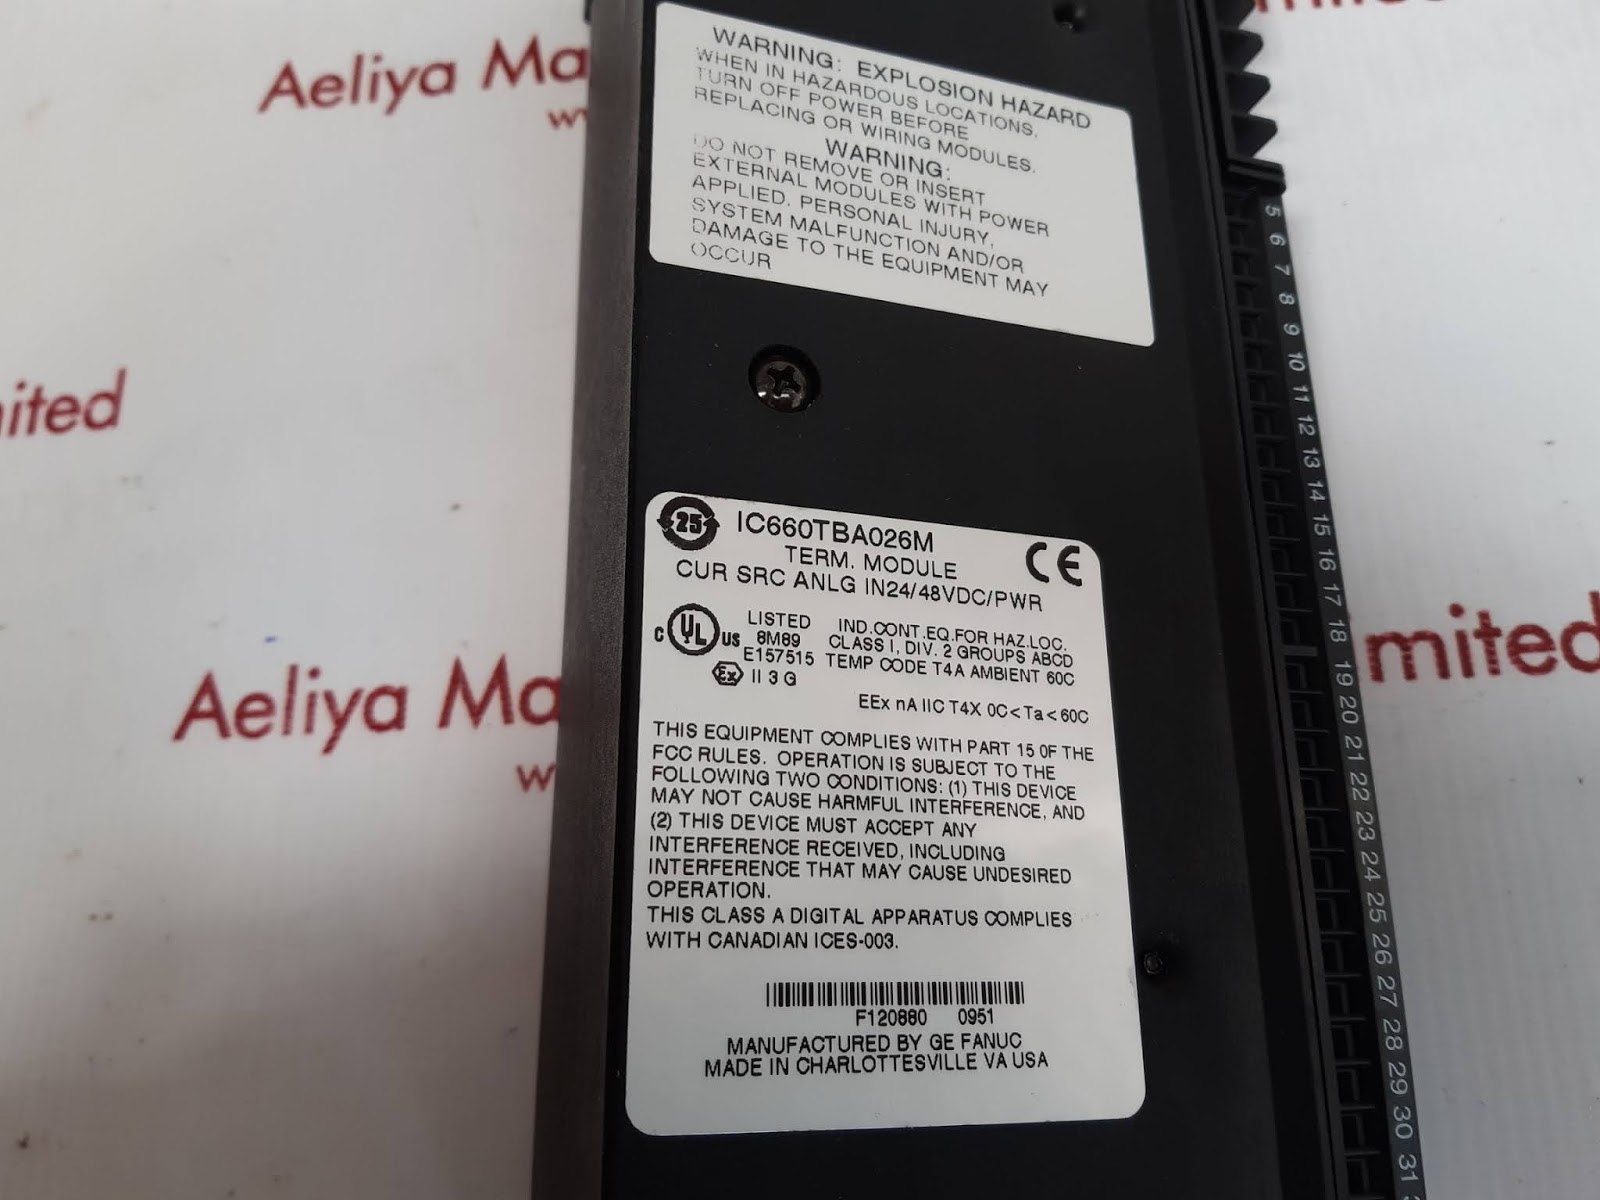 Aeliya Ma
w
imited
Aeliya Ma
w
mited
WARNING: EXPLOSION HAZARD
WHEN IN HAZARDOUS LOCATIONS,
TURN OFF POWER BEFORE
REPLACING OR WIRING MODULES.
WARNING:
DO NOT REMOVE OR INSERT
EXTERNAL MODULES WITH POWER
APPLIED. PERSONAL INJURY,
SYSTEM MALFUNCTION AND/OR
DAMAGE TO THE EQUIPMENT MAY
OCCUR
25
IC660TBA026M
CE
TERM. MODULE
CUR SRC ANLG IN24/48VDC/PWR
C UL US
LISTED
8M89
E157515
IND.CONT.EQ.FOR HAZ.LOC.
CLASS I, DIV. 2 GROUPS ABCD
TEMP CODE T4A AMBIENT 60C
Ex II 3 G
EEx nA IIC T4X 0C<Ta<60C
THIS EQUIPMENT COMPLIES WITH PART 15 OF THE
FCC RULES. OPERATION IS SUBJECT TO THE
FOLLOWING TWO CONDITIONS: (1) THIS DEVICE
MAY NOT CAUSE HARMFUL INTERFERENCE, AND
(2) THIS DEVICE MUST ACCEPT ANY
INTERFERENCE RECEIVED, INCLUDING
INTERFERENCE THAT MAY CAUSE UNDESIRED
OPERATION.
THIS CLASS A DIGITAL APPARATUS COMPLIES
WITH CANADIAN ICES-003.
F120880 0951
MANUFACTURED BY GE FANUC
MADE IN CHARLOTTESVILLE VA USA
5 6 7 8 9 10 11 12 13 14 15 16 17 18 19 20 21 22 23 24 25 26 27 28 29 30 31